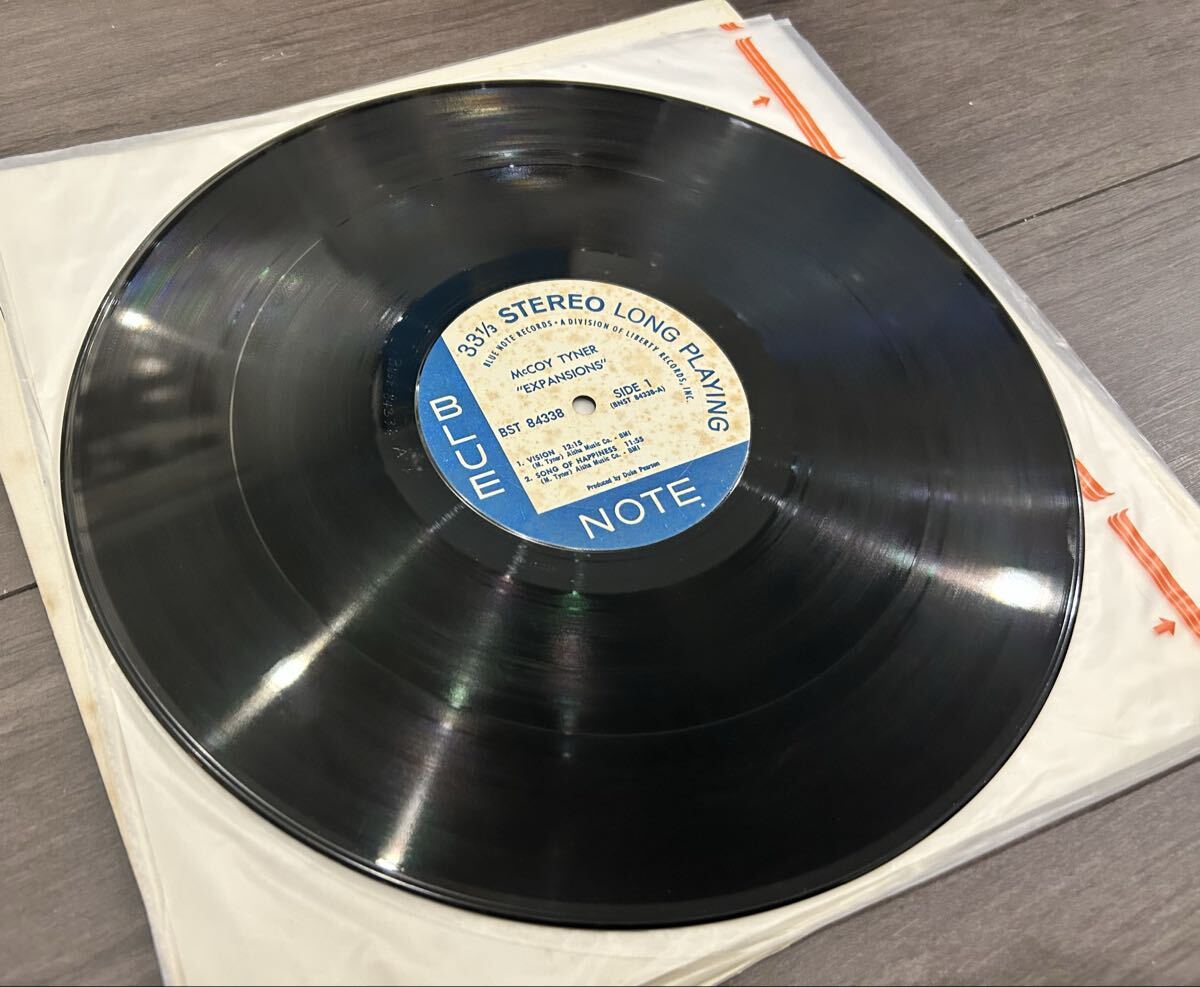 33 1/3 STEREO LONG PLAYING
BLUE NOTE RECORDS • A DIVISION OF LIBERTY RECORDS, INC.
McCOY TYNER
"EXPANSIONS"
BST 84338
SIDE 1
(BNST 84338-A)
1. VISION 12:15
(M. Tyner) Aisha Music Co. - BMI
2. SONG OF HAPPINESS 11:55
(M. Tyner) Aisha Music Co. - BMI
Produced by Duke Pearson
BLUE
NOTE